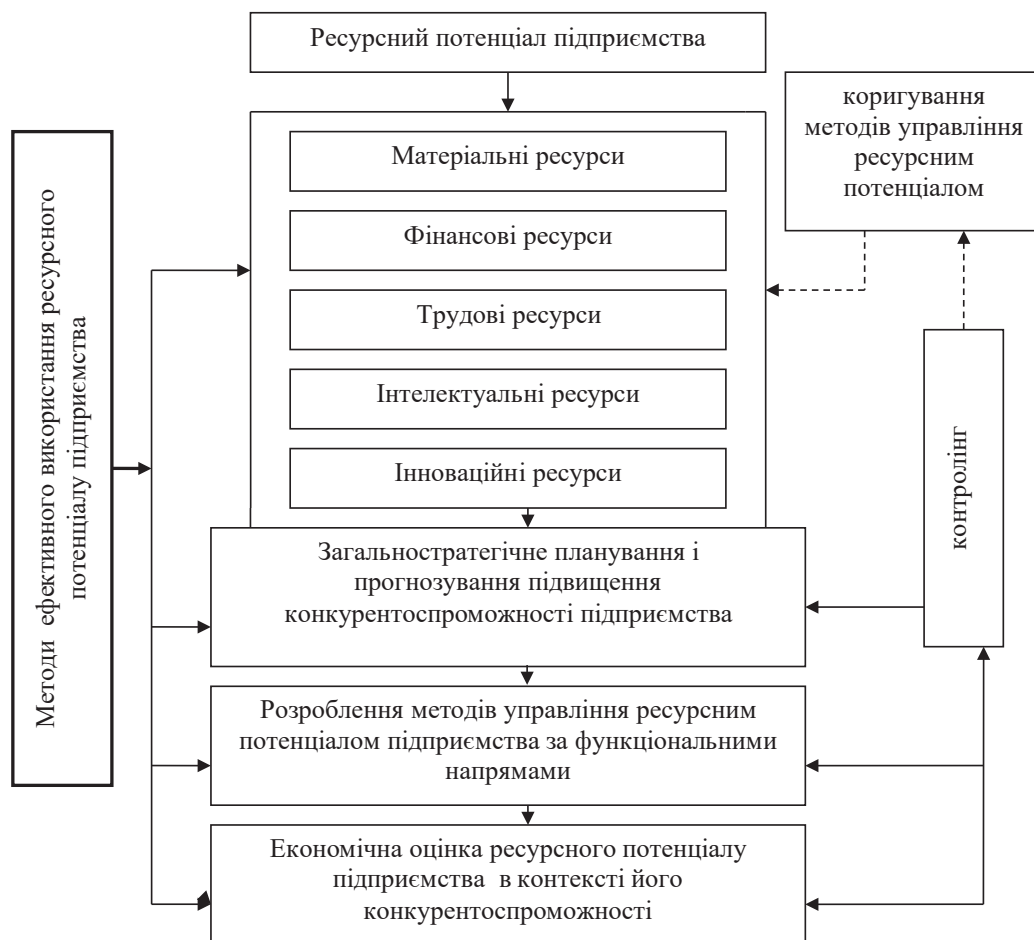 Ресурсний потенціал підприємства
коригування
методів управління
ресурсним
потенціалом
Методи ефективного використання ресурсного
потенціалу підприємства
Матеріальні ресурси
Фінансові ресурси
Трудові ресурси
Інтелектуальні ресурси
Інноваційні ресурси
контролінг
Загальностратегічне планування і
прогнозування підвищення
конкурентоспроможності підприємства
Розроблення методів управління ресурсним
потенціалом підприємства за функціональними
напрямами
Економічна оцінка ресурсного потенціалу
підприємства в контексті його
конкурентоспроможності